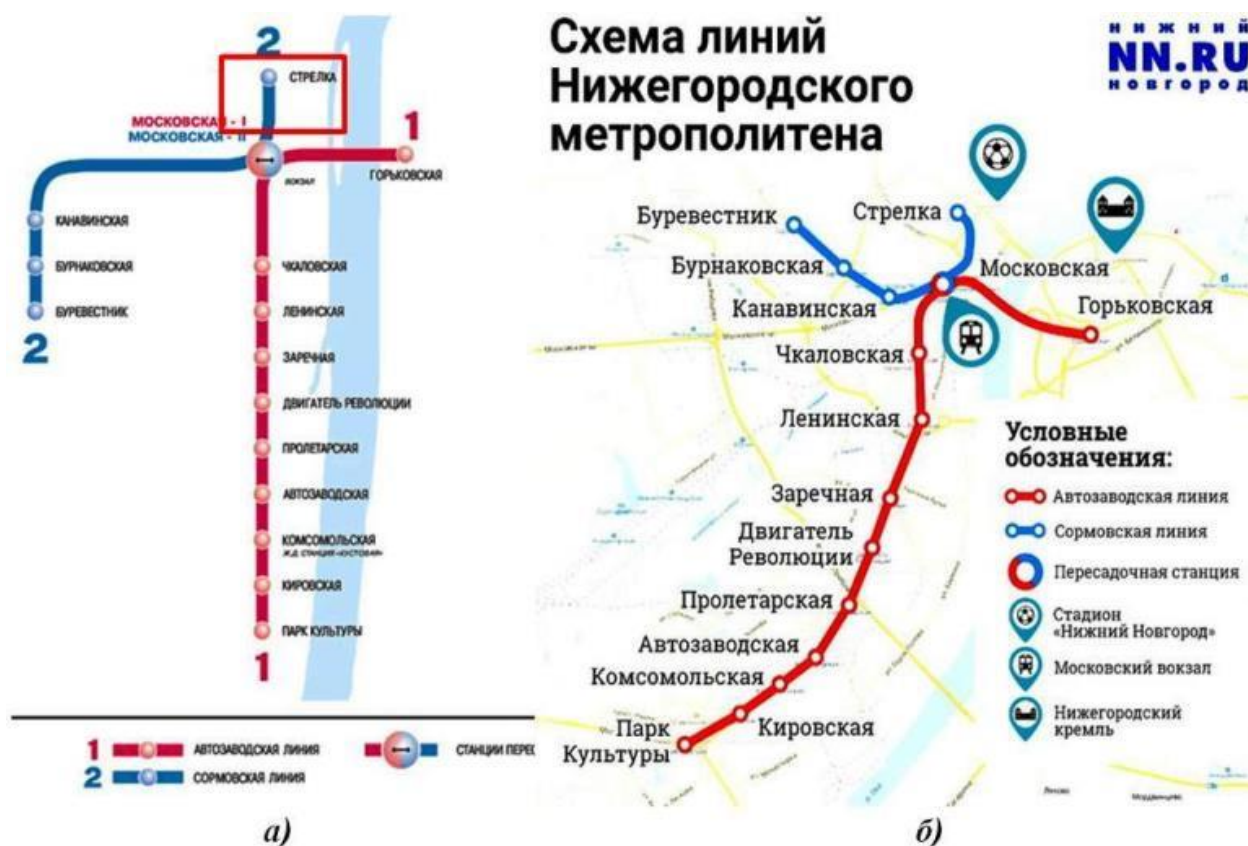 2
СТРЕЛКА
МОСКОВСКАЯ - I
МОСКОВСКАЯ - II
1
ВОКЗАЛ
ГОРЬКОВСКАЯ
КАНАВИНСКАЯ
БУРНАКОВСКАЯ
БУРЕВЕСТНИК
2
ЧКАЛОВСКАЯ
ЛЕНИНСКАЯ
ЗАРЕЧНАЯ
ДВИГАТЕЛЬ РЕВОЛЮЦИИ
ПРОЛЕТАРСКАЯ
АВТОЗАВОДСКАЯ
КОМСОМОЛЬСКАЯ
КИРОВСКАЯ
ПАРК КУЛЬТУРЫ
1
1 АВТОЗАВОДСКАЯ ЛИНИЯ
2 СОРМОВСКАЯ ЛИНИЯ
СТАНЦИИ ПЕРЕС
а)
Схема линий
Нижегородского
метрополитена
НИЖНИЙ
NN.RU
НОВГОРОД
Буревестник
Стрелка
Бурнаковская
Московская
Канавинская
Горьковская
Чкаловская
Ленинская
Заречная
Двигатель
Революции
Пролетарская
Автозаводская
Комсомольская
Кировская
Парк
Культуры
Условные
обозначения:
Автозаводская линия
Сормовская линия
Пересадочная станция
Стадион
«Нижний Новгород»
Московский вокзал
Нижегородский
кремль
б)